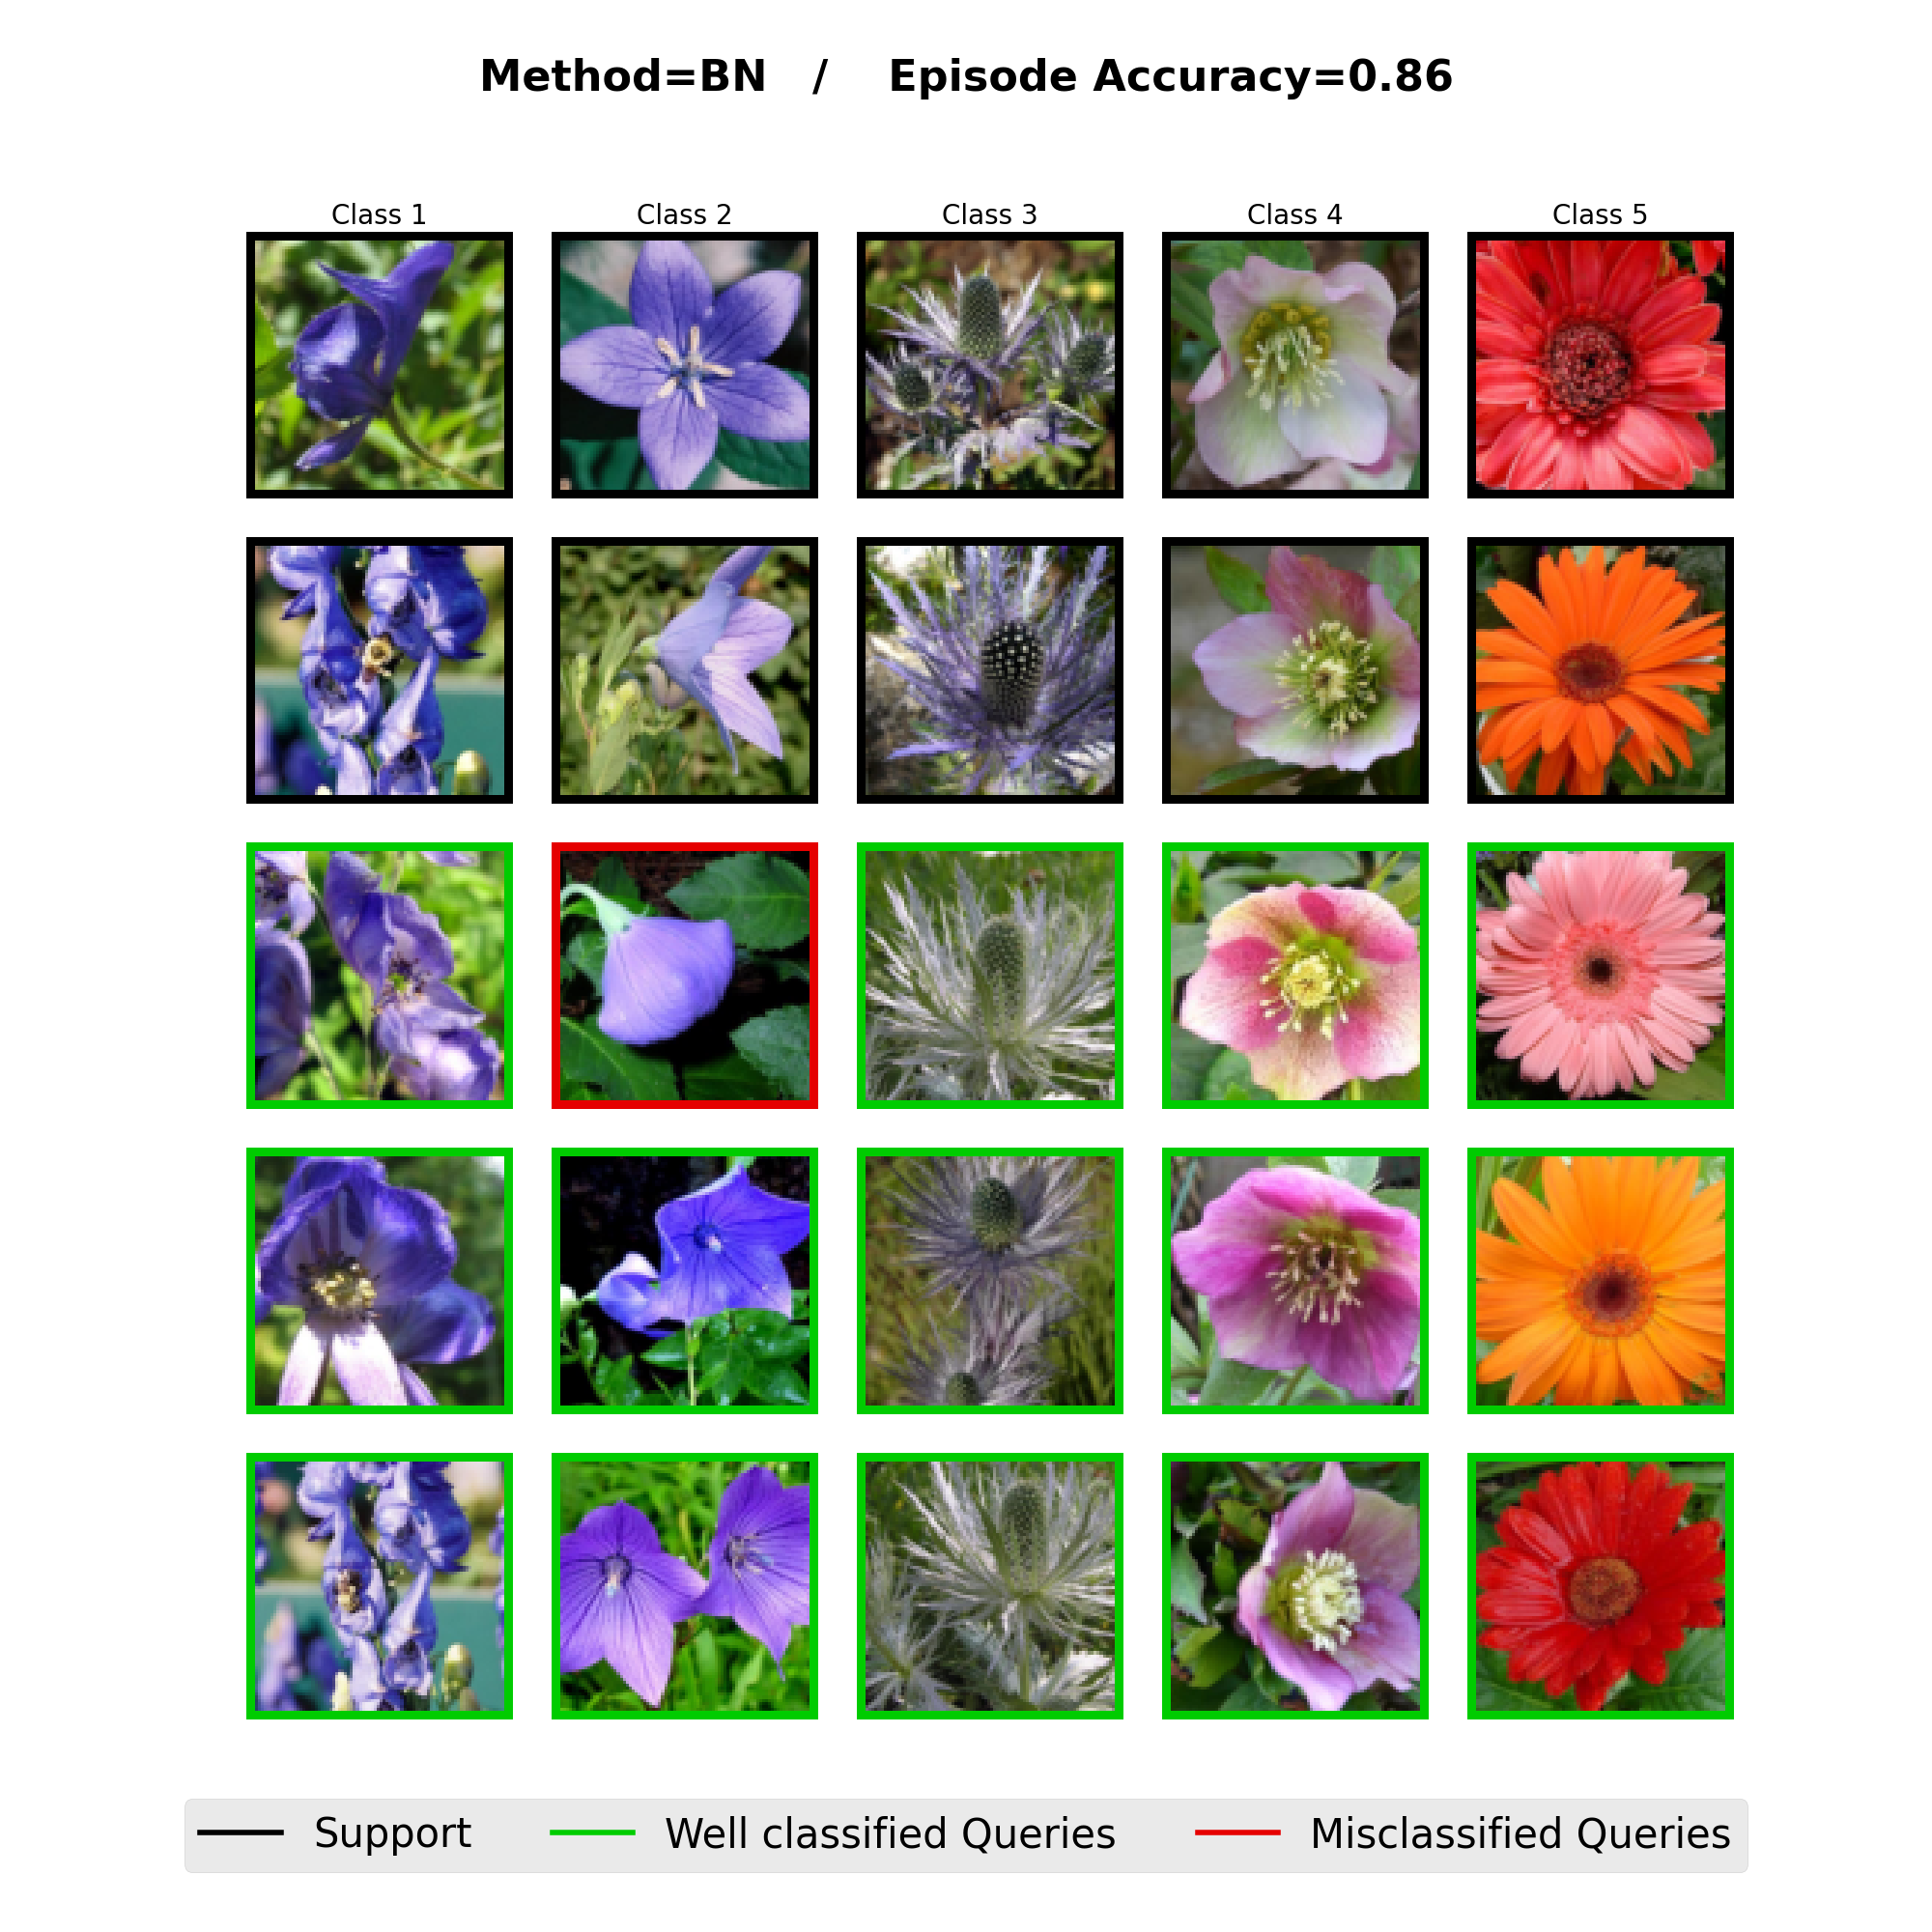 Method=BN / Episode Accuracy=0.86
Class 1 Class 2 Class 3 Class 4 Class 5
Support Well classified Queries Misclassified Queries